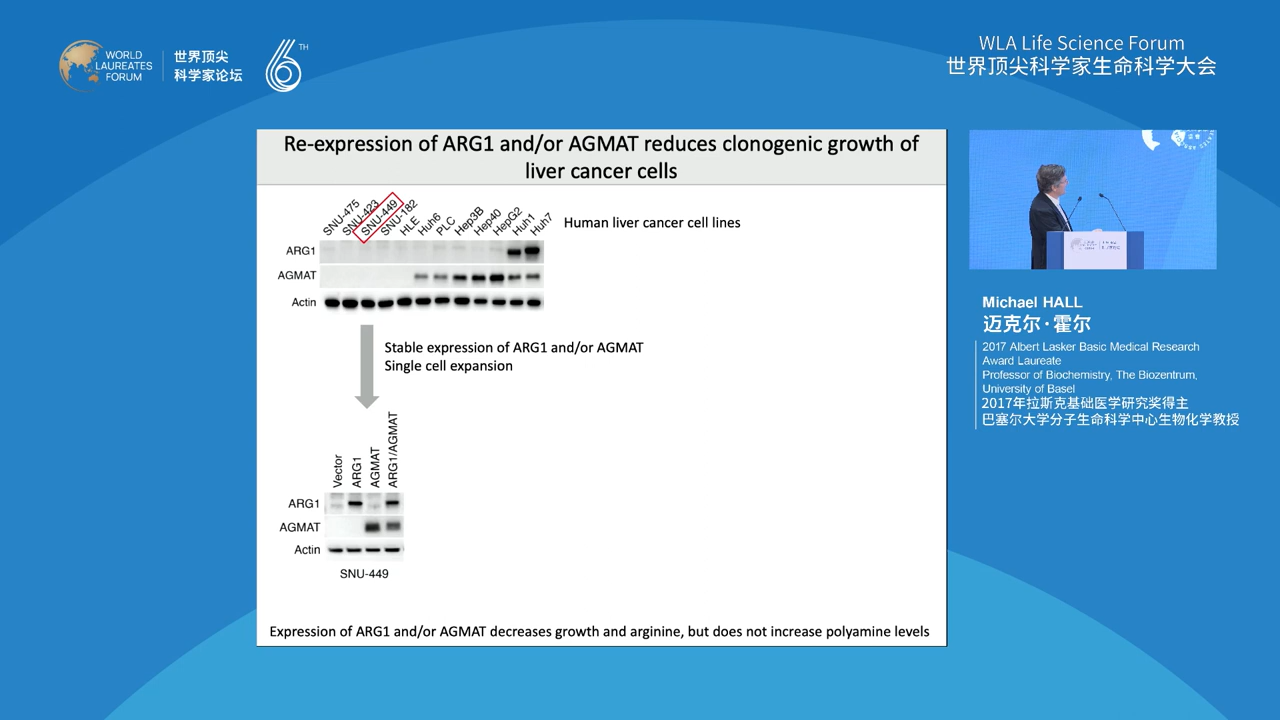 WORLD
LAUREATES
FORUM
世界顶尖
科学家论坛
6TH
WLA Life Science Forum
世界顶尖科学家生命科学大会
Re-expression of ARG1 and/or AGMAT reduces clonogenic growth of
liver cancer cells
SNU-475
SNU-423
SNU-449
SNU-182
HLE
Huh6
PLC
Hep3B
Hep40
HepG2
Huh1
Huh7
Human liver cancer cell lines
ARG1
AGMAT
Actin
Stable expression of ARG1 and/or AGMAT
Single cell expansion
Vector
ARG1
AGMAT
ARG1/AGMAT
ARG1
AGMAT
Actin
SNU-449
Expression of ARG1 and/or AGMAT decreases growth and arginine, but does not increase polyamine levels
Michael HALL
迈克尔·霍尔
2017 Albert Lasker Basic Medical Research
Award Laureate
Professor of Biochemistry, The Biozentrum,
University of Basel
2017年拉斯克基础医学研究奖得主
巴塞尔大学分子生命科学中心生物化学教授